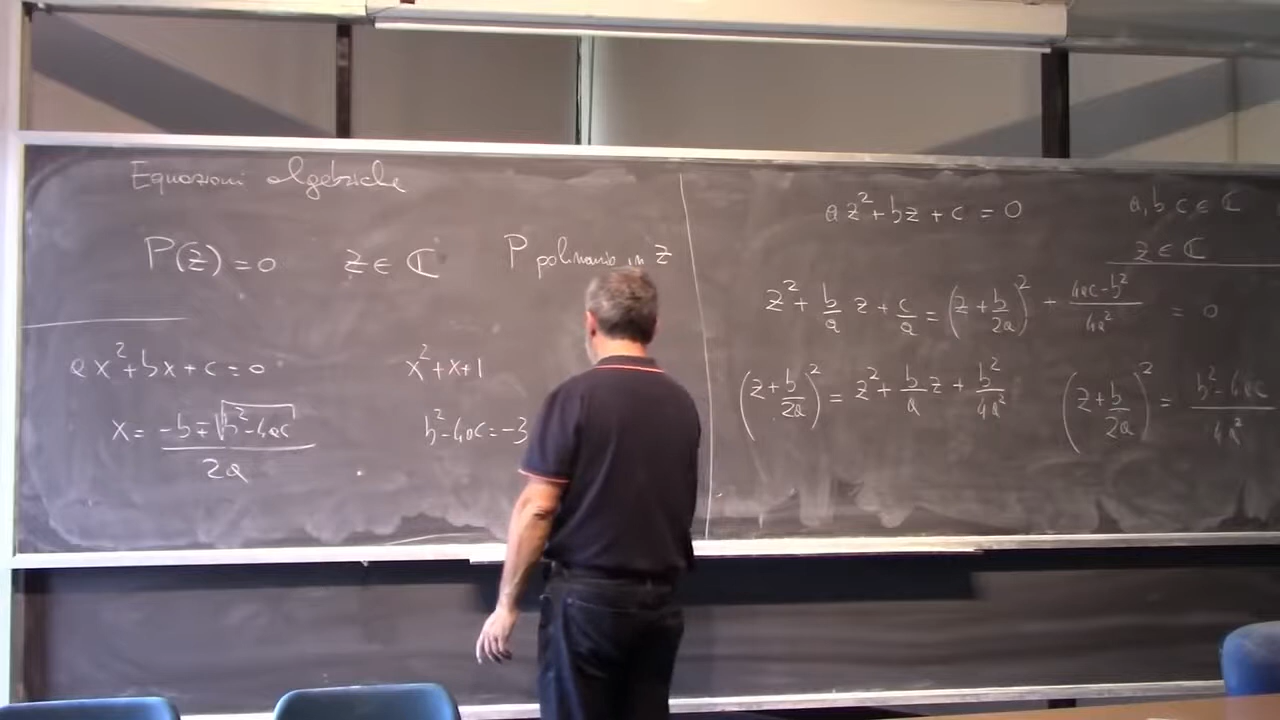 Equazioni algebriche
P(z) = 0 z ∈ ℂ P polinomio in z
ax² + bx + c = 0 x² + x + 1
x = (-b ∓ √(b² - 4ac)) / 2a b² - 4ac = -3
az² + bz + c = 0 a, b c ∈ ℂ
z ∈ ℂ
z² + b/a z + c/a = (z + b/2a)² + (4ac - b²)/4a² = 0
(z + b/2a)² = z² + b/a z + b²/4a² (z + b/2a)² = (b² - 4ac)/4a²